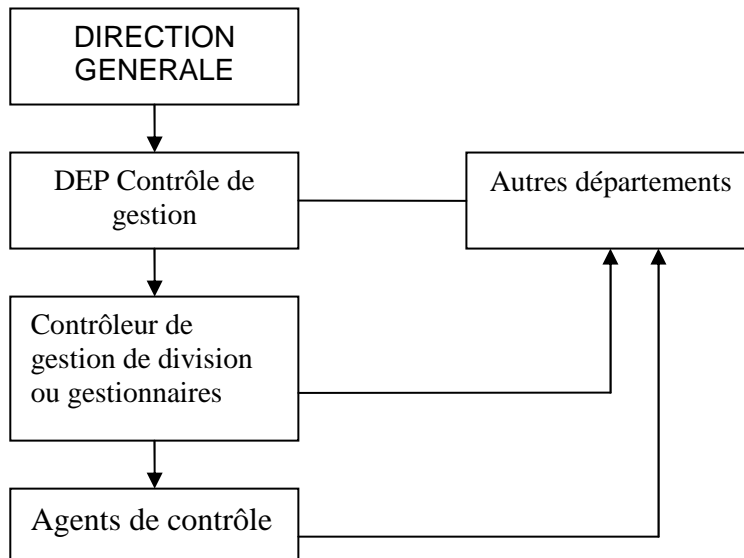 DIRECTION
GENERALE
DEP Contrôle de
gestion
Autres départements
Contrôleur de
gestion de division
ou gestionnaires
Agents de contrôle